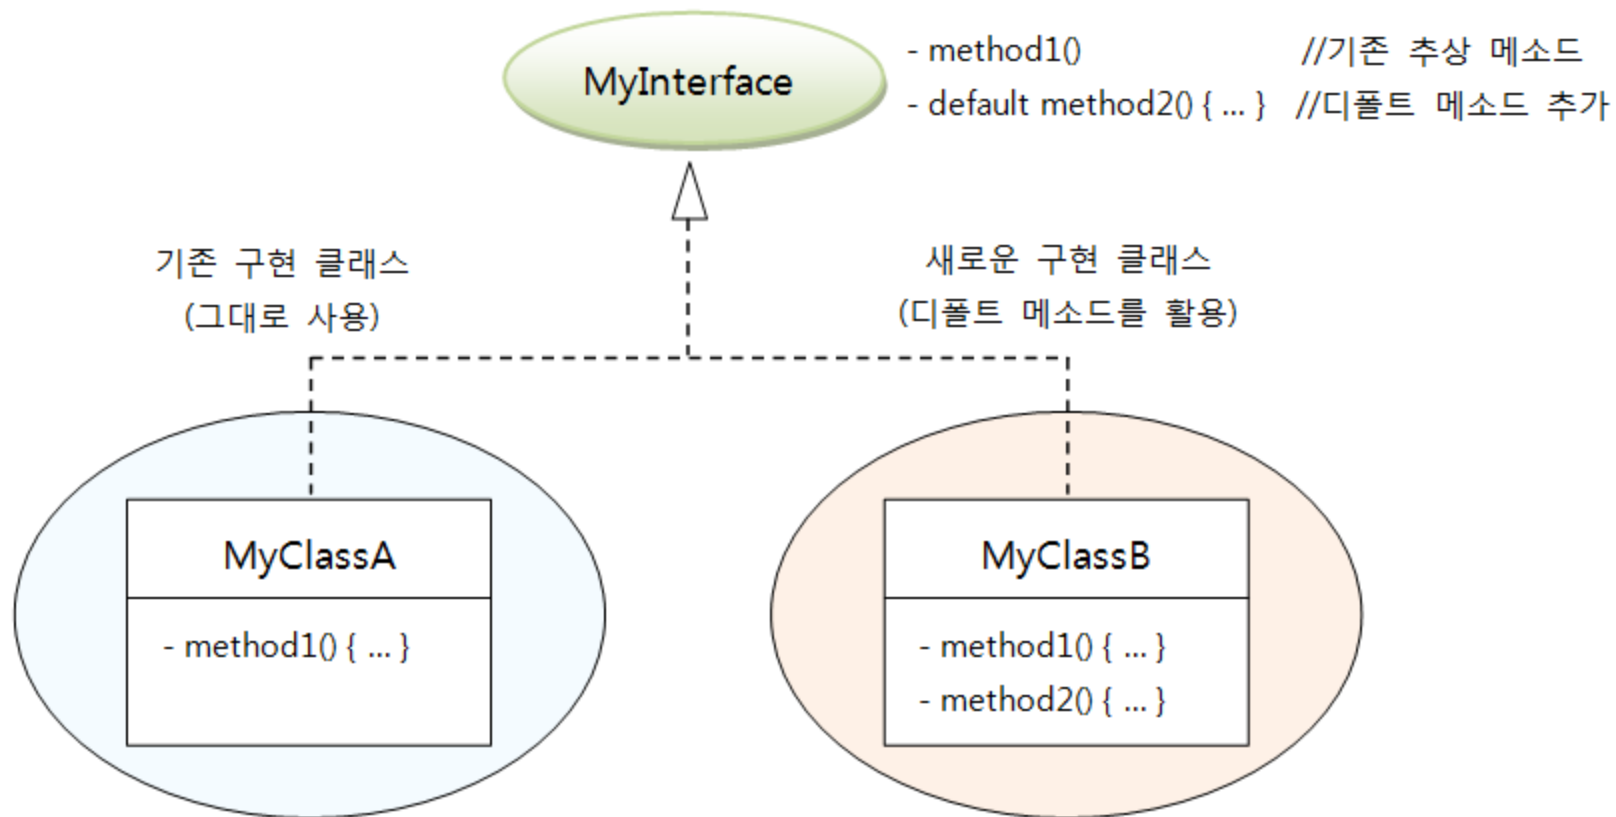 MyInterface
- method1() //기존 추상 메소드
- default method2() { ... } //디폴트 메소드 추가
기존 구현 클래스
(그대로 사용)
새로운 구현 클래스
(디폴트 메소드를 활용)
MyClassA
- method1() { ... }
MyClassB
- method1() { ... }
- method2() { ... }